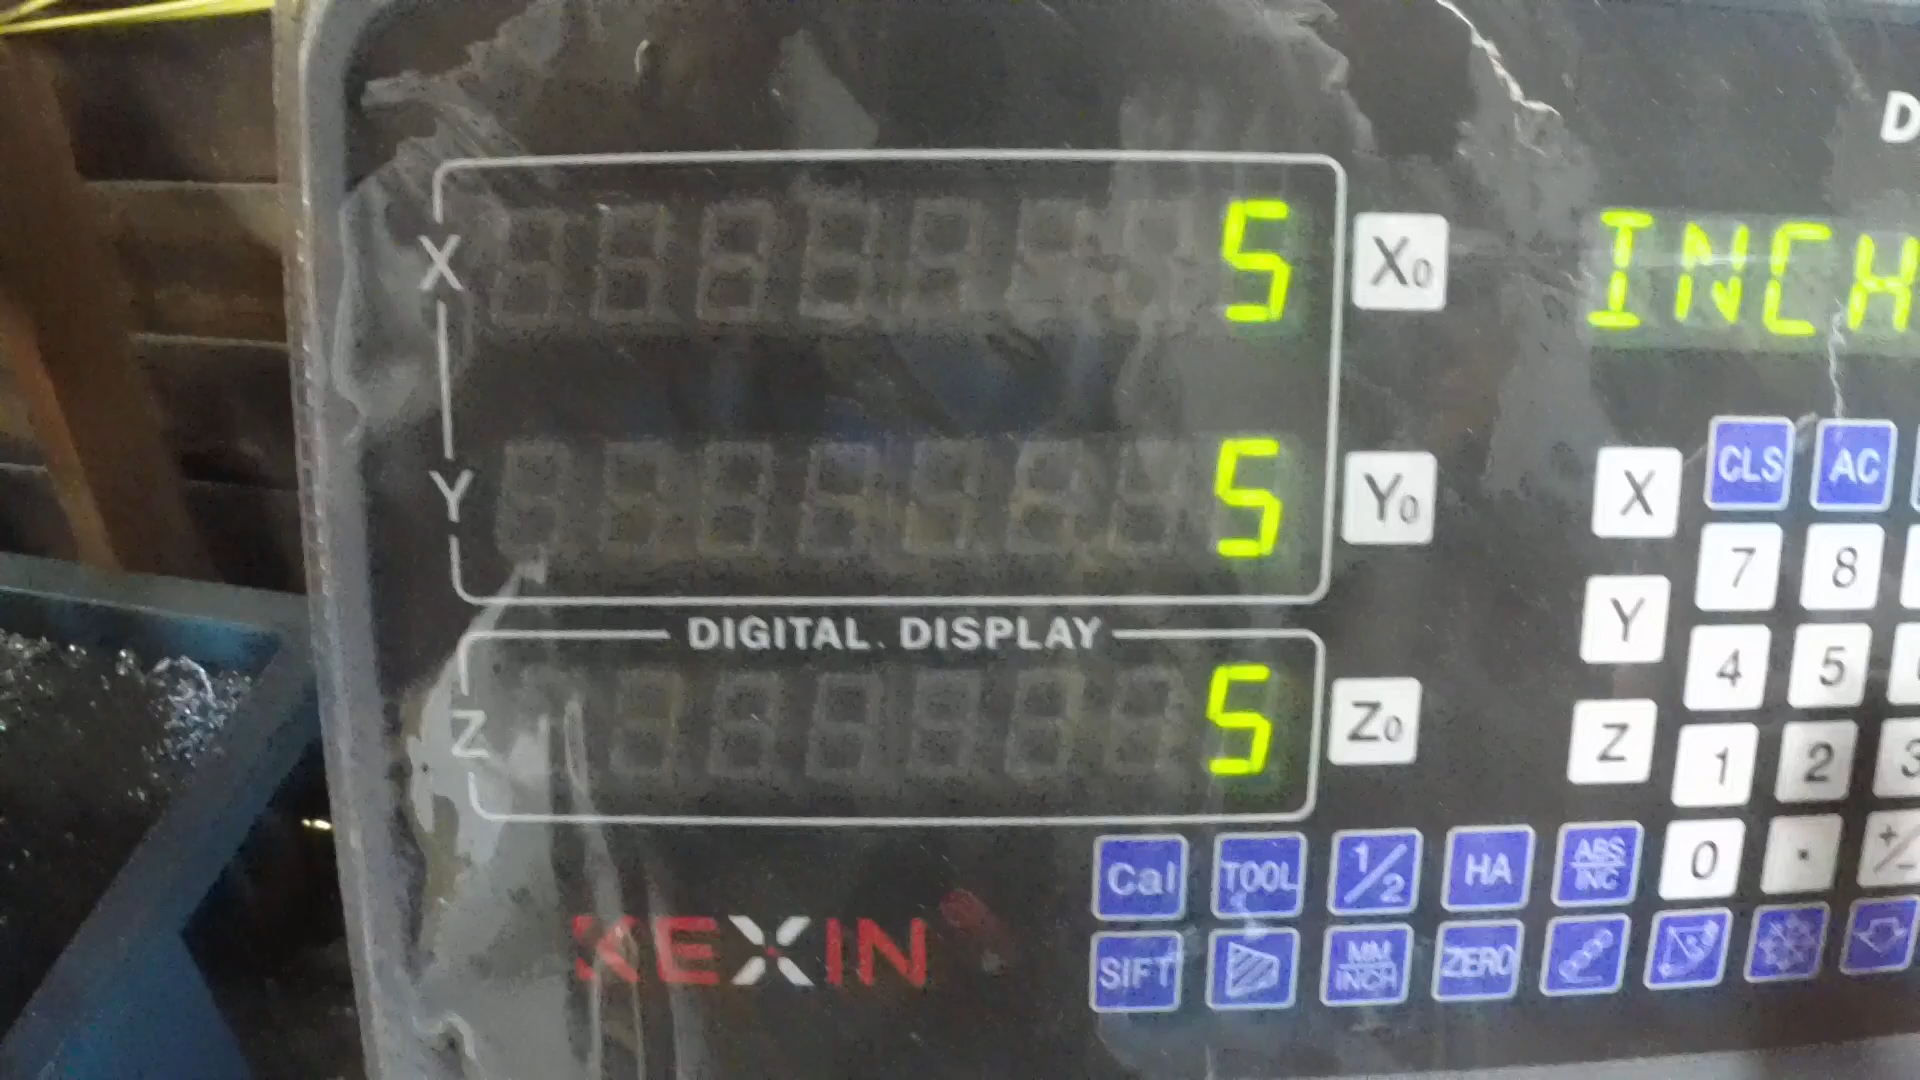 D
X 5 X0 INCH
Y 5 Y0
X CLS AC
7 8
DIGITAL DISPLAY
Y 4 5
Z 5 Z0
Z 1 2 3
Cal TOOL 1/2 HA ABS/INC 0 . +/-
KEXIN
SIFT MM/INCH ZERO